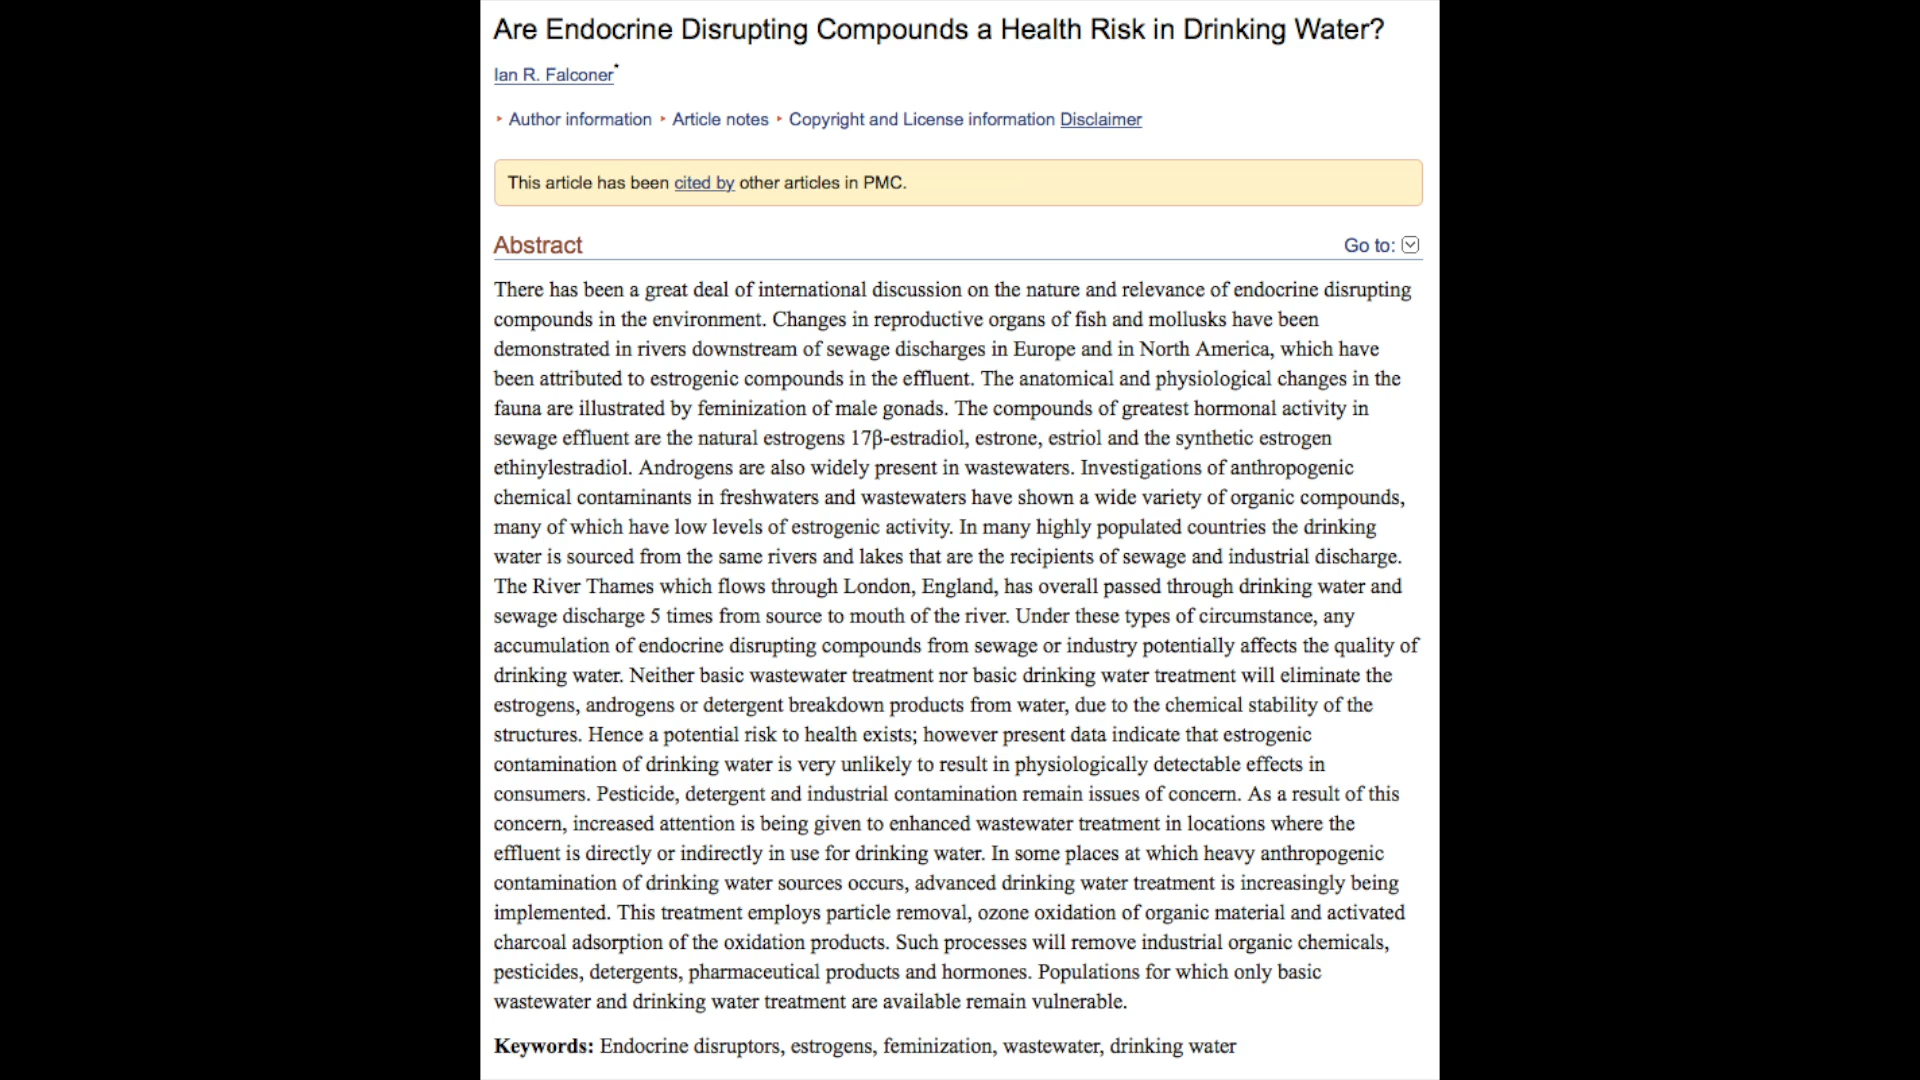 Are Endocrine Disrupting Compounds a Health Risk in Drinking Water?
Ian R. Falconer*
Author information Article notes Copyright and License information Disclaimer
This article has been cited by other articles in PMC.
Abstract Go to:
There has been a great deal of international discussion on the nature and relevance of endocrine disrupting
compounds in the environment. Changes in reproductive organs of fish and mollusks have been
demonstrated in rivers downstream of sewage discharges in Europe and in North America, which have
been attributed to estrogenic compounds in the effluent. The anatomical and physiological changes in the
fauna are illustrated by feminization of male gonads. The compounds of greatest hormonal activity in
sewage effluent are the natural estrogens 17β-estradiol, estrone, estriol and the synthetic estrogen
ethinylestradiol. Androgens are also widely present in wastewaters. Investigations of anthropogenic
chemical contaminants in freshwaters and wastewaters have shown a wide variety of organic compounds,
many of which have low levels of estrogenic activity. In many highly populated countries the drinking
water is sourced from the same rivers and lakes that are the recipients of sewage and industrial discharge.
The River Thames which flows through London, England, has overall passed through drinking water and
sewage discharge 5 times from source to mouth of the river. Under these types of circumstance, any
accumulation of endocrine disrupting compounds from sewage or industry potentially affects the quality of
drinking water. Neither basic wastewater treatment nor basic drinking water treatment will eliminate the
estrogens, androgens or detergent breakdown products from water, due to the chemical stability of the
structures. Hence a potential risk to health exists; however present data indicate that estrogenic
contamination of drinking water is very unlikely to result in physiologically detectable effects in
consumers. Pesticide, detergent and industrial contamination remain issues of concern. As a result of this
concern, increased attention is being given to enhanced wastewater treatment in locations where the
effluent is directly or indirectly in use for drinking water. In some places at which heavy anthropogenic
contamination of drinking water sources occurs, advanced drinking water treatment is increasingly being
implemented. This treatment employs particle removal, ozone oxidation of organic material and activated
charcoal adsorption of the oxidation products. Such processes will remove industrial organic chemicals,
pesticides, detergents, pharmaceutical products and hormones. Populations for which only basic
wastewater and drinking water treatment are available remain vulnerable.
Keywords: Endocrine disruptors, estrogens, feminization, wastewater, drinking water